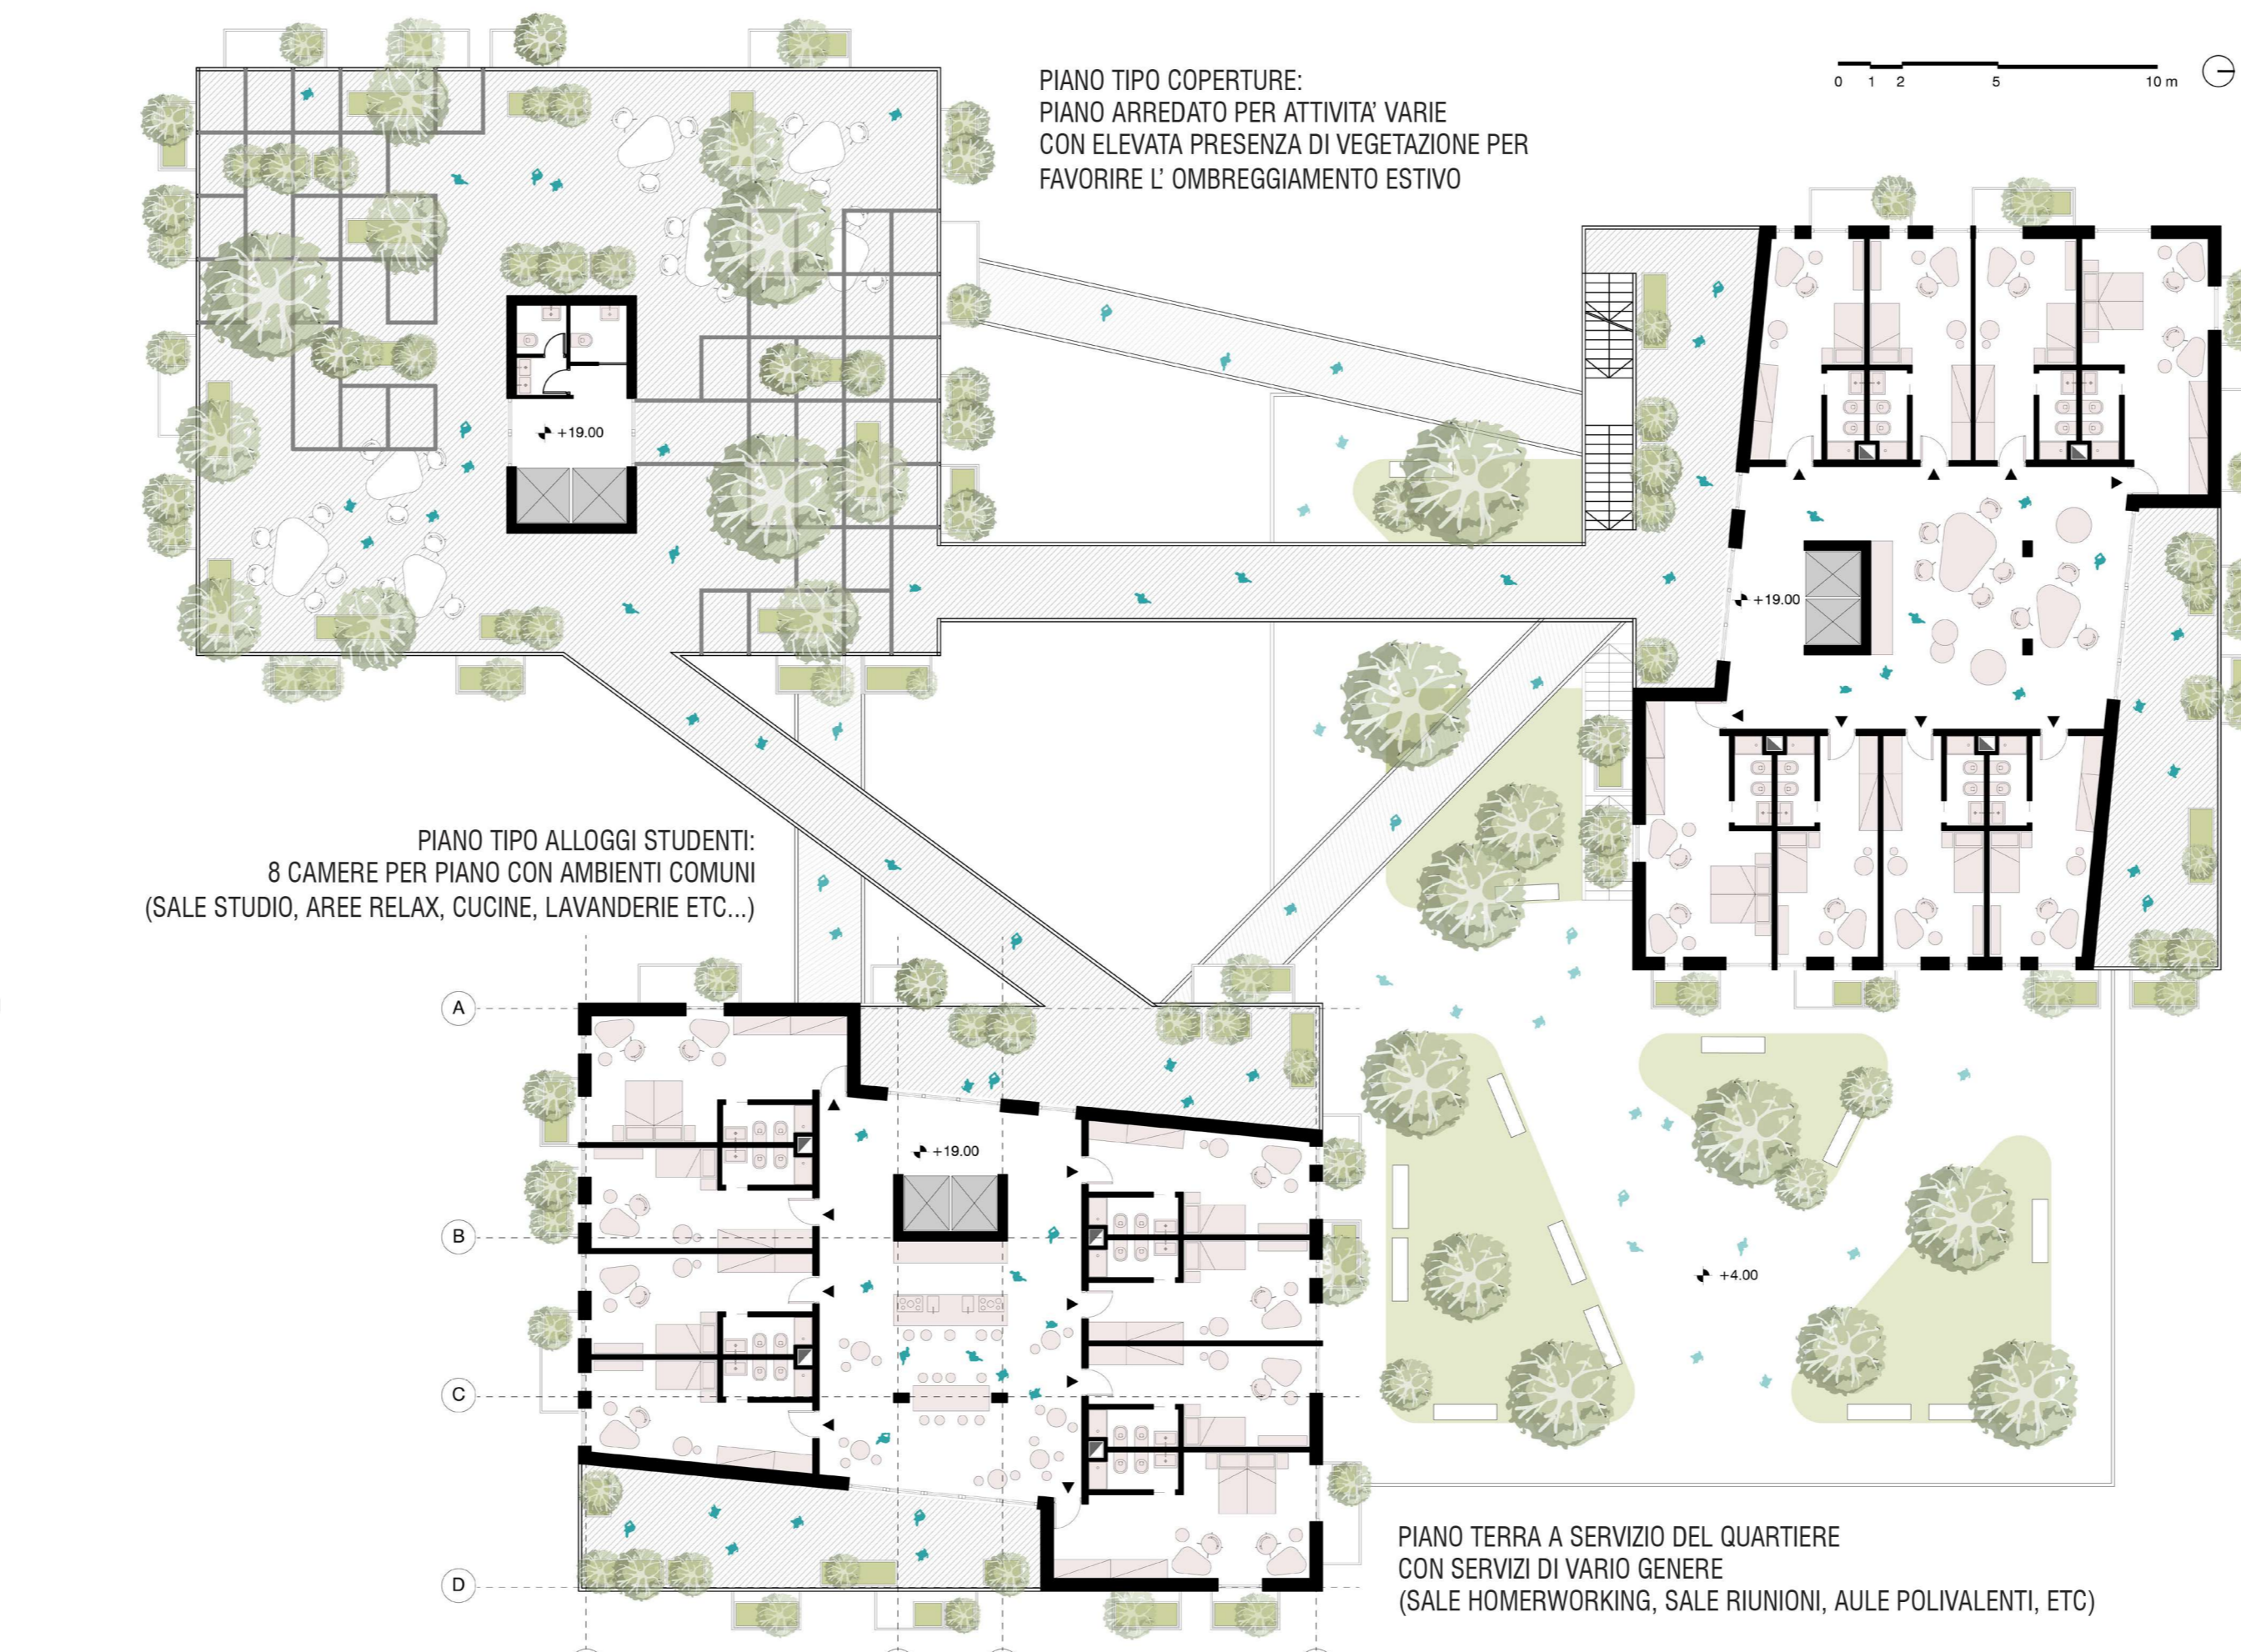 PIANO TIPO COPERTURE:
PIANO ARREDATO PER ATTIVITA' VARIE
CON ELEVATA PRESENZA DI VEGETAZIONE PER
FAVORIRE L' OMBREGGIAMENTO ESTIVO
0 1 2 5 10 m
+19.00
+19.00
PIANO TIPO ALLOGGI STUDENTI:
8 CAMERE PER PIANO CON AMBIENTI COMUNI
(SALE STUDIO, AREE RELAX, CUCINE, LAVANDERIE ETC...)
A
+19.00
B
+4.00
C
D
PIANO TERRA A SERVIZIO DEL QUARTIERE
CON SERVIZI DI VARIO GENERE
(SALE HOMERWORKING, SALE RIUNIONI, AULE POLIVALENTI, ETC)